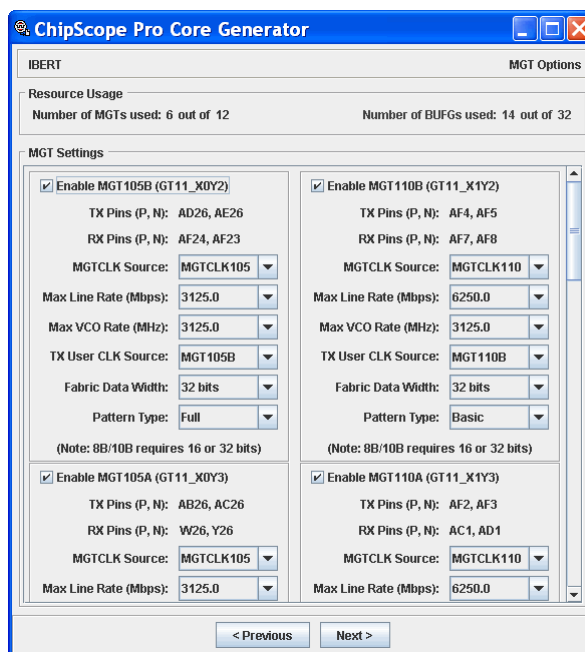 ChipScope Pro Core Generator
IBERT MGT Options
Resource Usage
Number of MGTs used: 6 out of 12 Number of BUFGs used: 14 out of 32
MGT Settings
Enable MGT105B (GT11_X0Y2)
TX Pins (P, N): AD26, AE26
RX Pins (P, N): AF24, AF23
MGTCLK Source: MGTCLK105
Max Line Rate (Mbps): 3125.0
Max VCO Rate (MHz): 3125.0
TX User CLK Source: MGT105B
Fabric Data Width: 32 bits
Pattern Type: Full
(Note: 8B/10B requires 16 or 32 bits)
Enable MGT110B (GT11_X1Y2)
TX Pins (P, N): AF4, AF5
RX Pins (P, N): AF7, AF8
MGTCLK Source: MGTCLK110
Max Line Rate (Mbps): 6250.0
Max VCO Rate (MHz): 3125.0
TX User CLK Source: MGT110B
Fabric Data Width: 32 bits
Pattern Type: Basic
(Note: 8B/10B requires 16 or 32 bits)
Enable MGT105A (GT11_X0Y3)
TX Pins (P, N): AB26, AC26
RX Pins (P, N): W26, Y26
MGTCLK Source: MGTCLK105
Max Line Rate (Mbps): 3125.0
Enable MGT110A (GT11_X1Y3)
TX Pins (P, N): AF2, AF3
RX Pins (P, N): AC1, AD1
MGTCLK Source: MGTCLK110
Max Line Rate (Mbps): 6250.0
< Previous Next >